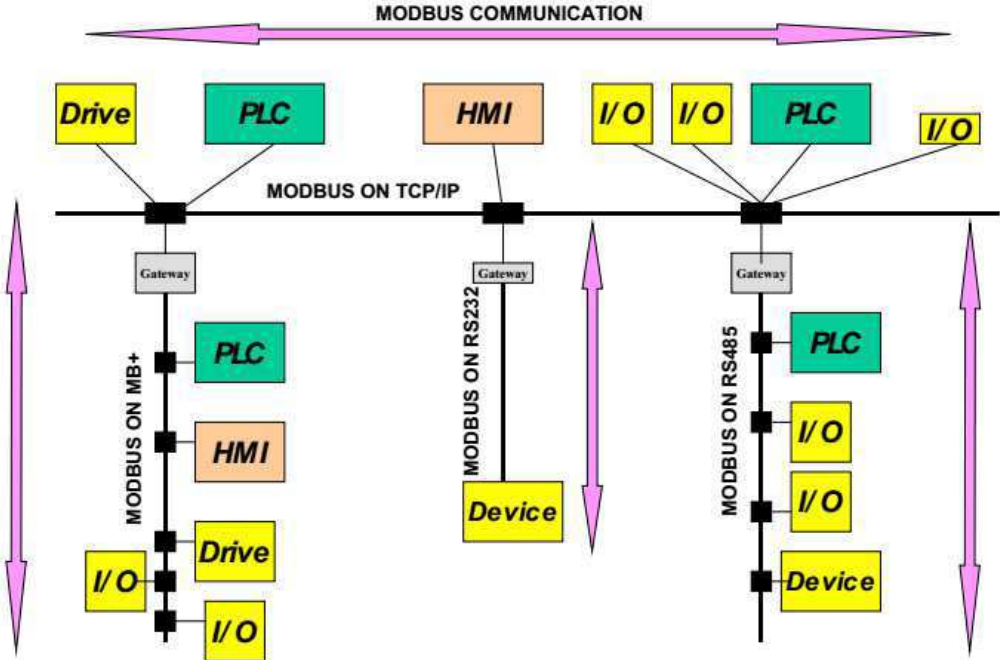 MODBUS COMMUNICATION
Drive
PLC
HMI
I/O
I/O
PLC
I/O
MODBUS ON TCP/IP
Gateway
Gateway
Gateway
MODBUS ON MB+
MODBUS ON RS232
MODBUS ON RS485
PLC
HMI
Drive
I/O
I/O
Device
PLC
I/O
I/O
Device